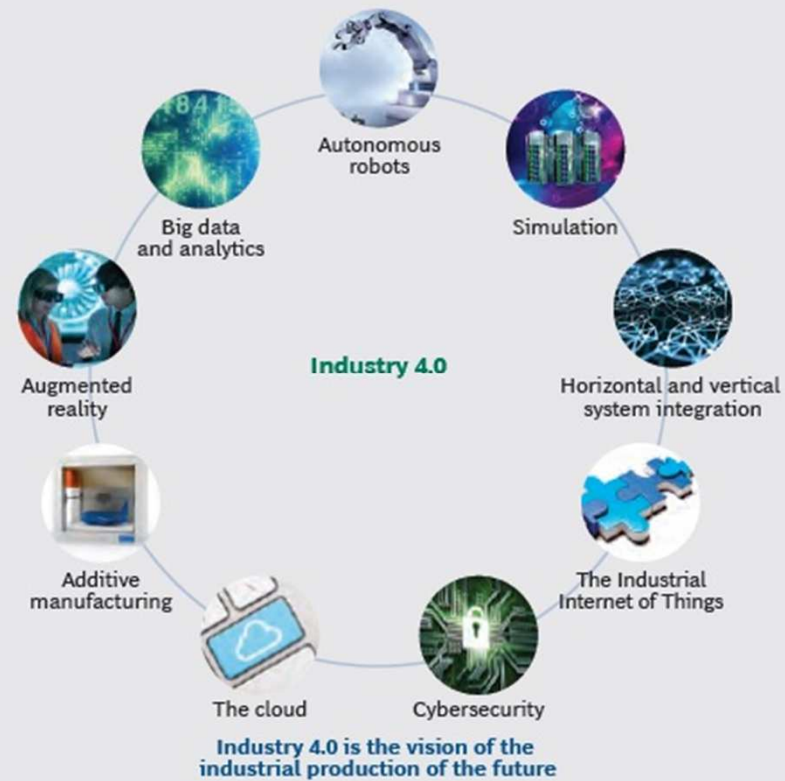 Autonomous
robots
Simulation
Horizontal and vertical
system integration
The Industrial
Internet of Things
Cybersecurity
The cloud
Additive
manufacturing
Augmented
reality
Big data
and analytics
Industry 4.0
Industry 4.0 is the vision of the
industrial production of the future